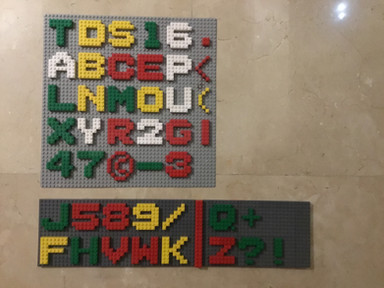 TDS16.
ABCEP<
LNMOU(
XYR2GI
47©-3
J589/ Q+
FHVWK Z?!